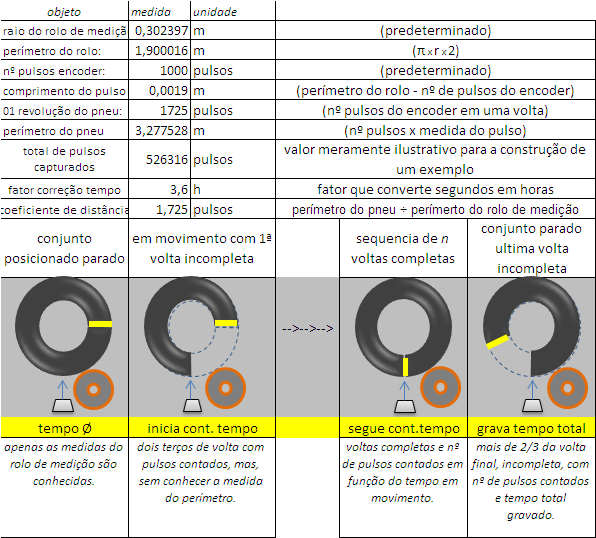 objeto medida unidade
raio do rolo de mediçã 0,302397 m (predeterminado)
perímetro do rolo: 1,900016 m (π x r x 2)
nº pulsos encoder: 1000 pulsos (predeterminado)
comprimento do pulso 0,0019 m (perímetro do rolo - nº de pulsos do encoder)
01 revolução do pneu: 1725 pulsos (nº pulsos do encoder em uma volta)
perímetro do pneu 3,277528 m (nº pulsos x medida do pulso)
total de pulsos
capturados
526316 pulsos
valor meramente ilustrativo para a construção de
um exemplo
fator correção tempo 3,6 h fator que converte segundos em horas
coeficiente de distância 1,725 pulsos perímetro do pneu ÷ perímerto do rolo de medição
conjunto
posicionado parado
em movimento com 1ª
volta incompleta
sequencia de n
voltas completas
conjunto parado
ultima volta
incompleta
-->-->-->
tempo Ø inicia cont. tempo segue cont.tempo grava tempo total
apenas as medidas do
rolo de medição são
conhecidas.
dois terços de volta com
pulsos contados, mas,
sem conhecer a medida
do perímetro.
voltas completas e nº
de pulsos contados em
função do tempo em
movimento.
mais de 2/3 da volta
final, incompleta, com
nº de pulsos contados
e tempo total
gravado.